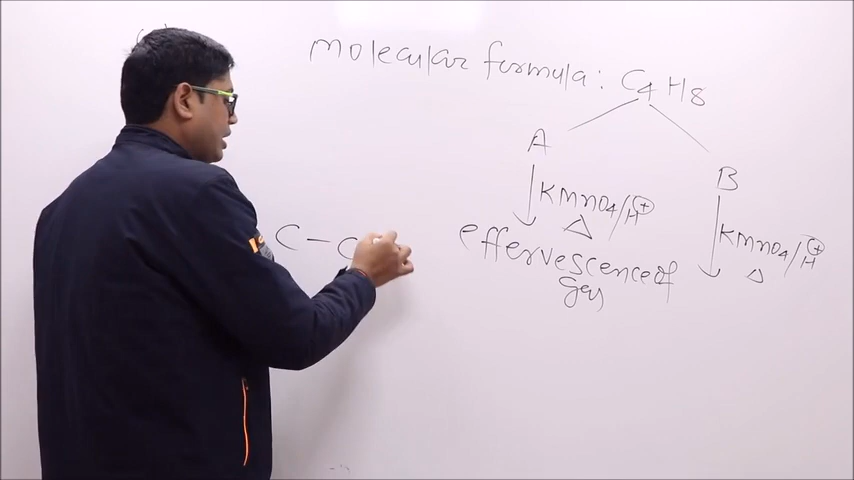 molecular formula: C4H8
A
B
KMnO4/H⊕
Δ
KMnO4/H⊕
Δ
effervescence of
gas
C – C